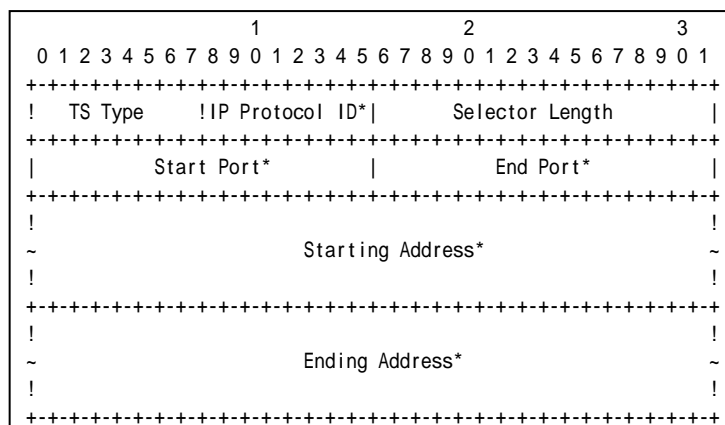 1                   2                   3
 0 1 2 3 4 5 6 7 8 9 0 1 2 3 4 5 6 7 8 9 0 1 2 3 4 5 6 7 8 9 0 1
+-+-+-+-+-+-+-+-+-+-+-+-+-+-+-+-+-+-+-+-+-+-+-+-+-+-+-+-+-+-+-+-+
!   TS Type     !IP Protocol ID*|       Selector Length         |
+-+-+-+-+-+-+-+-+-+-+-+-+-+-+-+-+-+-+-+-+-+-+-+-+-+-+-+-+-+-+-+-+
|           Start Port*         |           End Port*           |
+-+-+-+-+-+-+-+-+-+-+-+-+-+-+-+-+-+-+-+-+-+-+-+-+-+-+-+-+-+-+-+-+
!                                                               !
~                         Starting Address*                     ~
!                                                               !
+-+-+-+-+-+-+-+-+-+-+-+-+-+-+-+-+-+-+-+-+-+-+-+-+-+-+-+-+-+-+-+-+
!                                                               !
~                         Ending Address*                       ~
!                                                               !
+-+-+-+-+-+-+-+-+-+-+-+-+-+-+-+-+-+-+-+-+-+-+-+-+-+-+-+-+-+-+-+-+